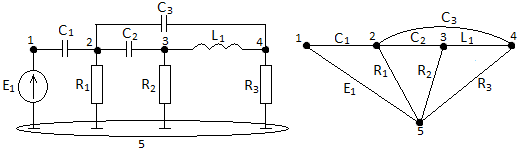 C₃
C₁ C₂ L₁
1 2 3 4
E₁ R₁ R₂ R₃
5
C₃
1 C₁ 2 C₂ 3 L₁ 4
E₁ R₁ R₂ R₃
5